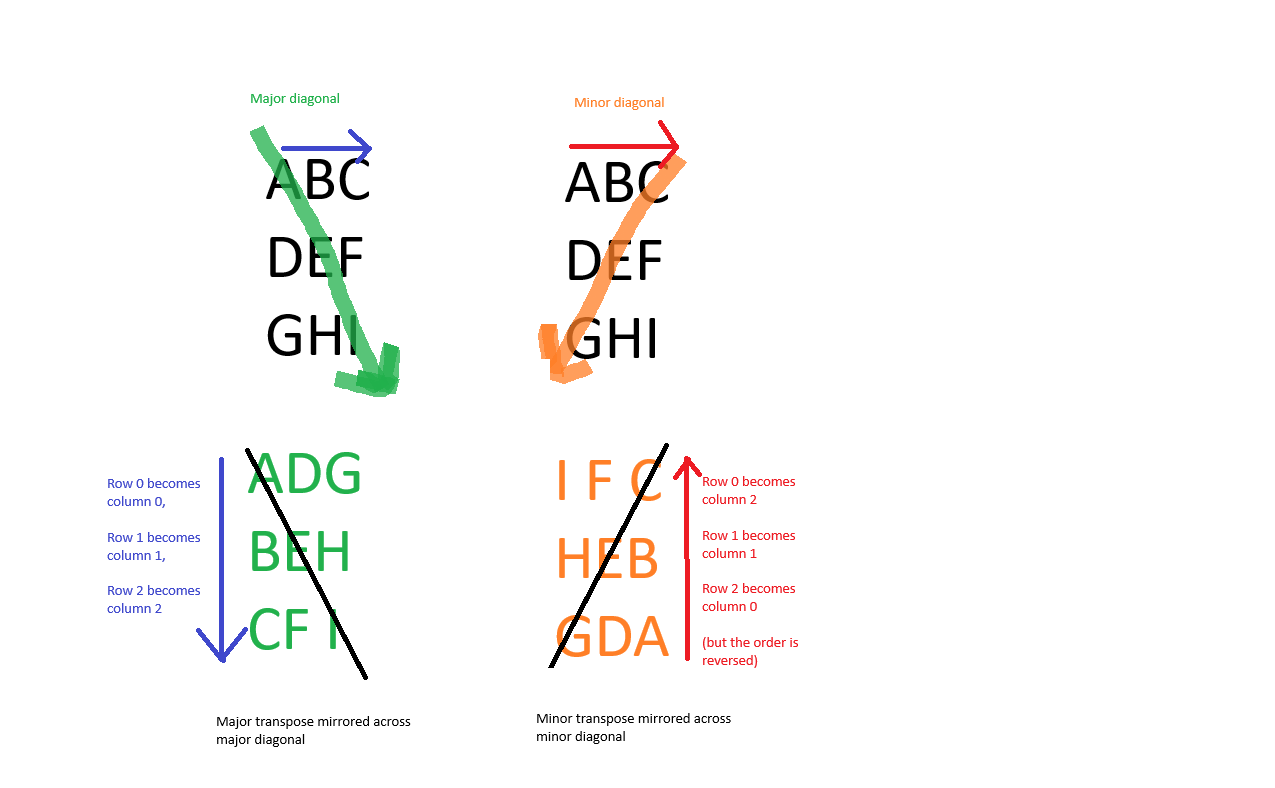 Major diagonal
ABC
DEF
GHI
Minor diagonal
ABC
DEF
GHI
Row 0 becomes
column 0,
Row 1 becomes
column 1,
Row 2 becomes
column 2
ADG
BEH
CF I
Major transpose mirrored across
major diagonal
I F C
HEB
GDA
Row 0 becomes
column 2
Row 1 becomes
column 1
Row 2 becomes
column 0
(but the order is
reversed)
Minor transpose mirrored across
minor diagonal